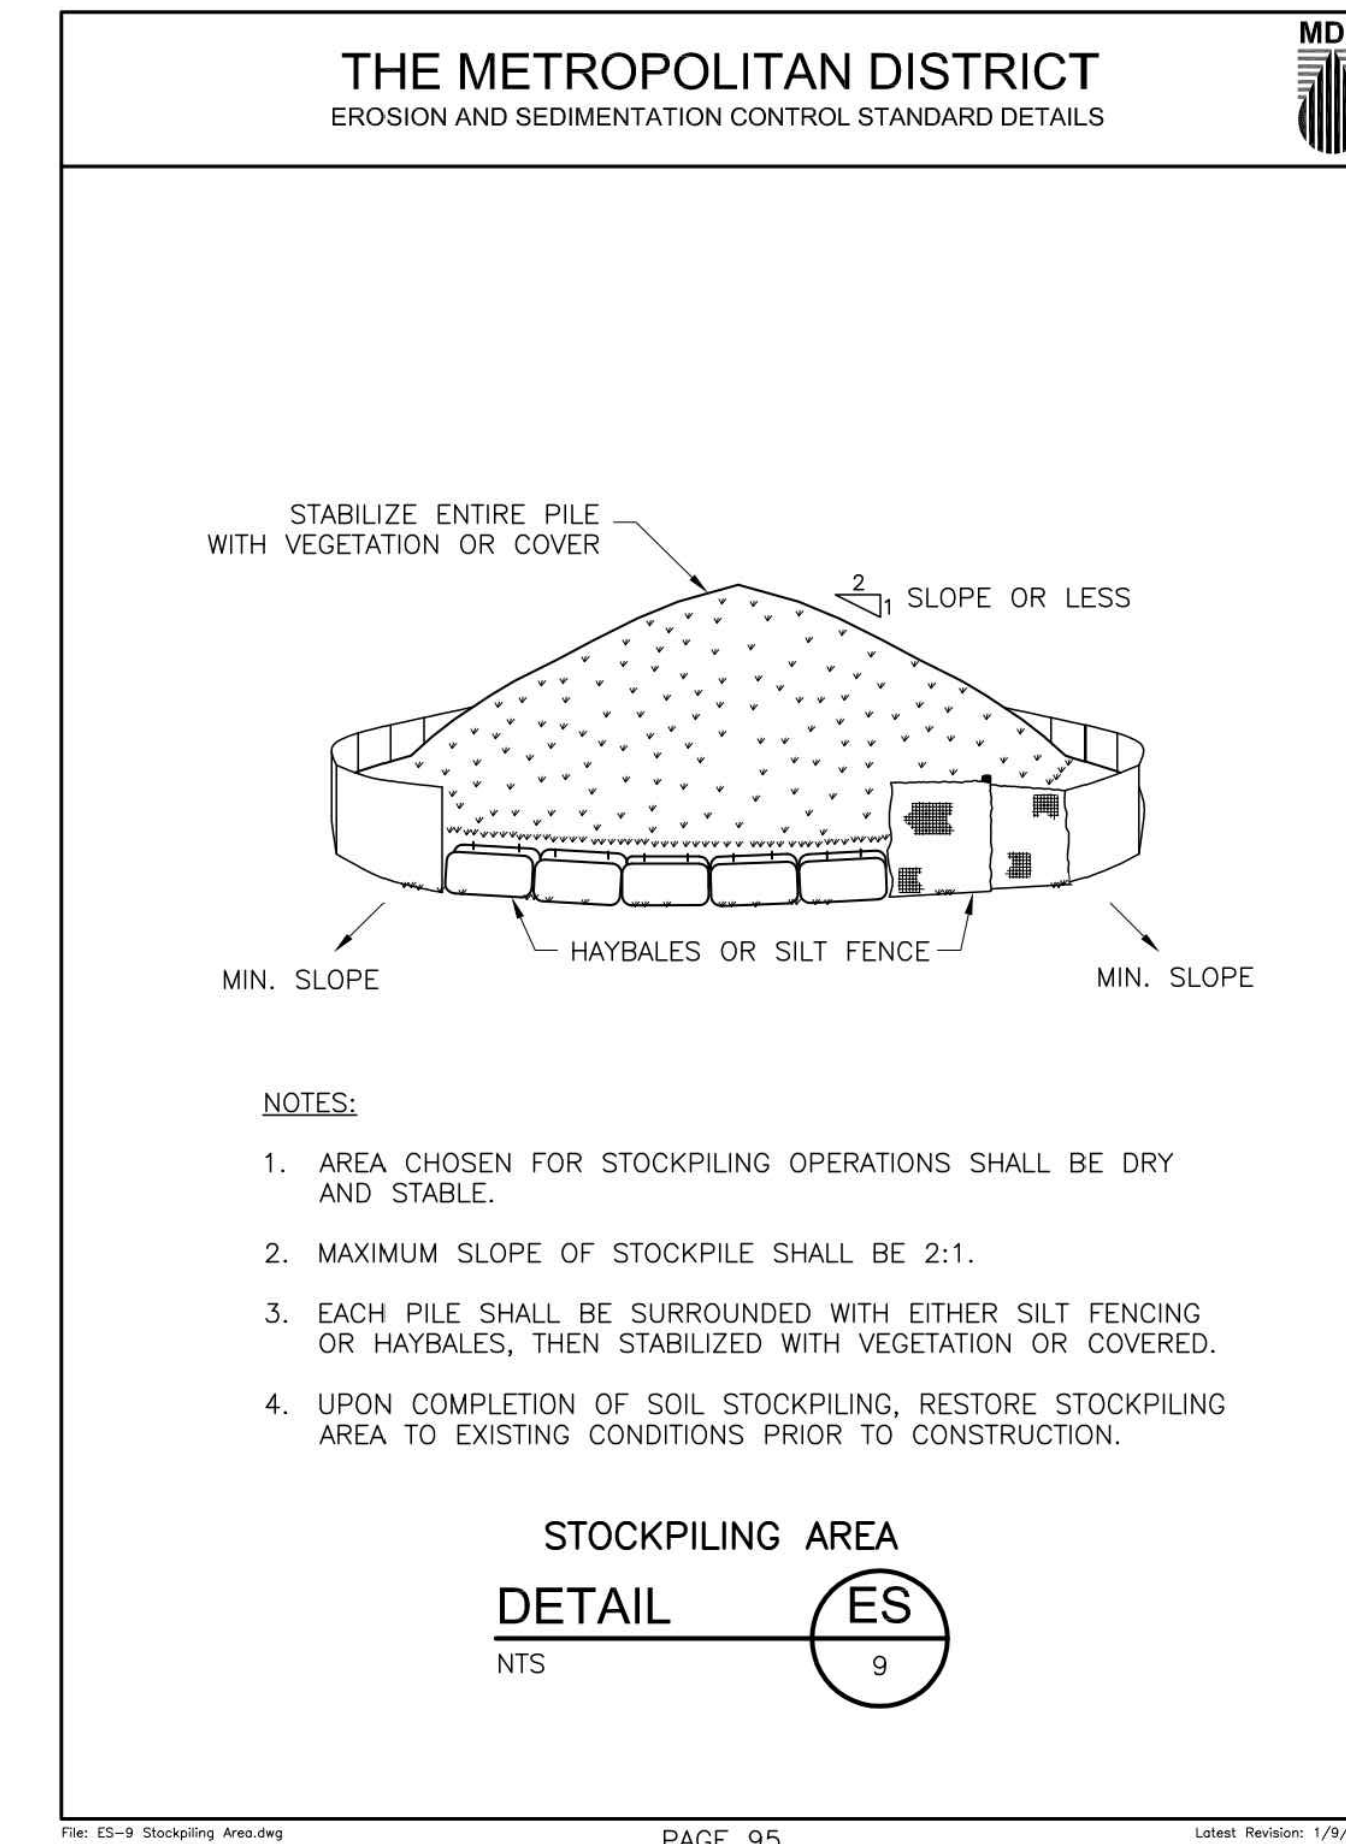 THE METROPOLITAN DISTRICT
EROSION AND SEDIMENTATION CONTROL STANDARD DETAILS
MD
STABILIZE ENTIRE PILE
WITH VEGETATION OR COVER
2
1
SLOPE OR LESS
HAYBALES OR SILT FENCE
MIN. SLOPE
MIN. SLOPE
NOTES:
1. AREA CHOSEN FOR STOCKPILING OPERATIONS SHALL BE DRY
AND STABLE.
2. MAXIMUM SLOPE OF STOCKPILE SHALL BE 2:1.
3. EACH PILE SHALL BE SURROUNDED WITH EITHER SILT FENCING
OR HAYBALES, THEN STABILIZED WITH VEGETATION OR COVERED.
4. UPON COMPLETION OF SOIL STOCKPILING, RESTORE STOCKPILING
AREA TO EXISTING CONDITIONS PRIOR TO CONSTRUCTION.
STOCKPILING AREA
DETAIL
ES
NTS
9
File: ES-9 Stockpiling Area.dwg
PAGE 95
Latest Revision: 1/9/